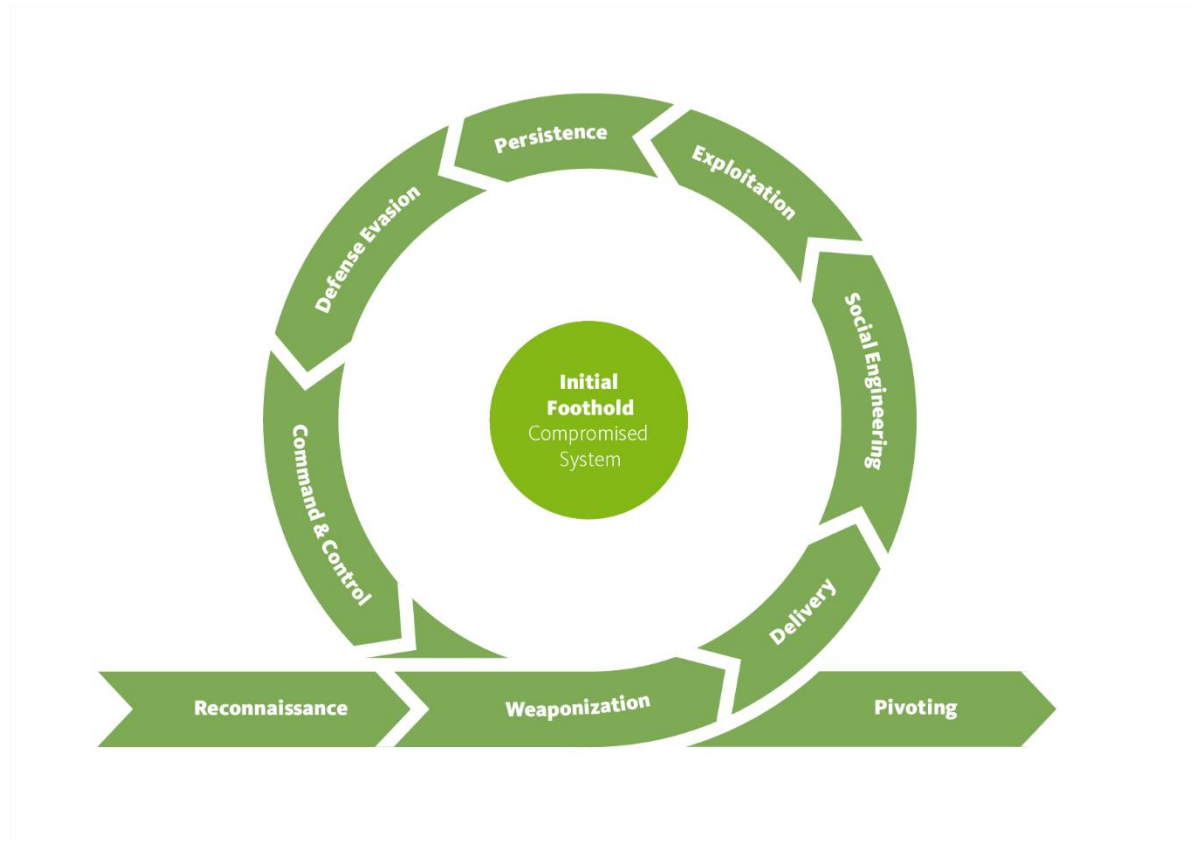 Persistence
Exploitation
Defense Evasion
Social Engineering
Initial
Foothold
Compromised
System
Command & Control
Delivery
Reconnaissance
Weaponization
Pivoting